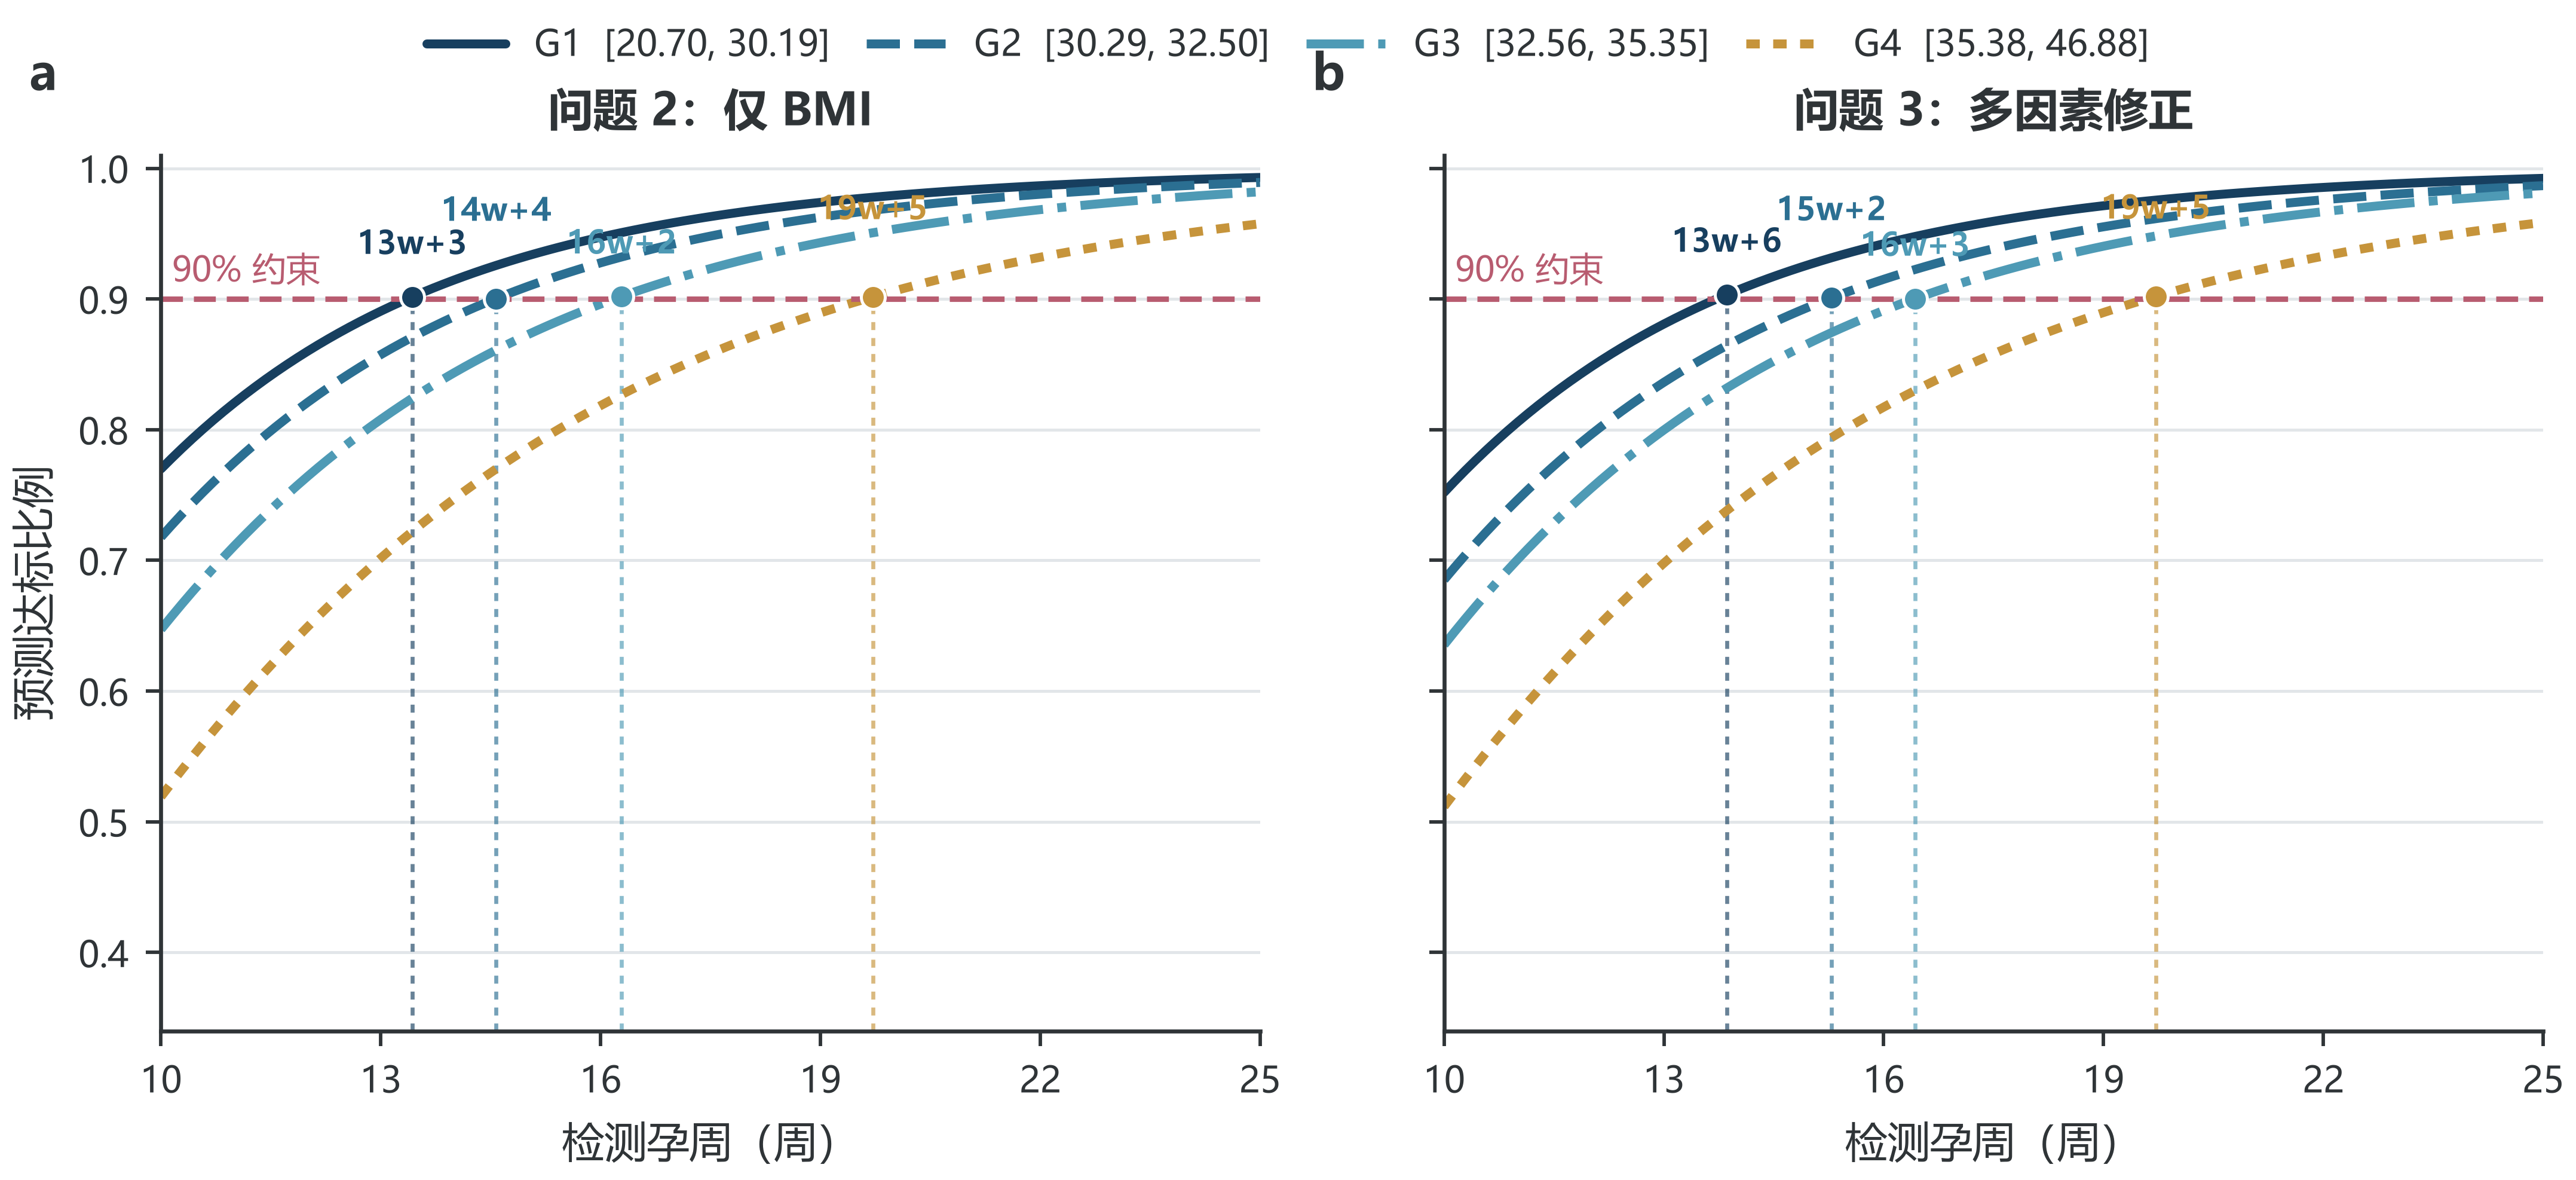 G1 [20.70, 30.19] G2 [30.29, 32.50] G3 [32.56, 35.35] G4 [35.38, 46.88]
a
问题 2：仅 BMI
预测达标比例
1.0
0.9
0.8
0.7
0.6
0.5
0.4
90% 约束
13w+3
14w+4
16w+2
19w+5
10 13 16 19 22 25
检测孕周（周）
b
问题 3：多因素修正
90% 约束
13w+6
15w+2
16w+3
19w+5
10 13 16 19 22 25
检测孕周（周）